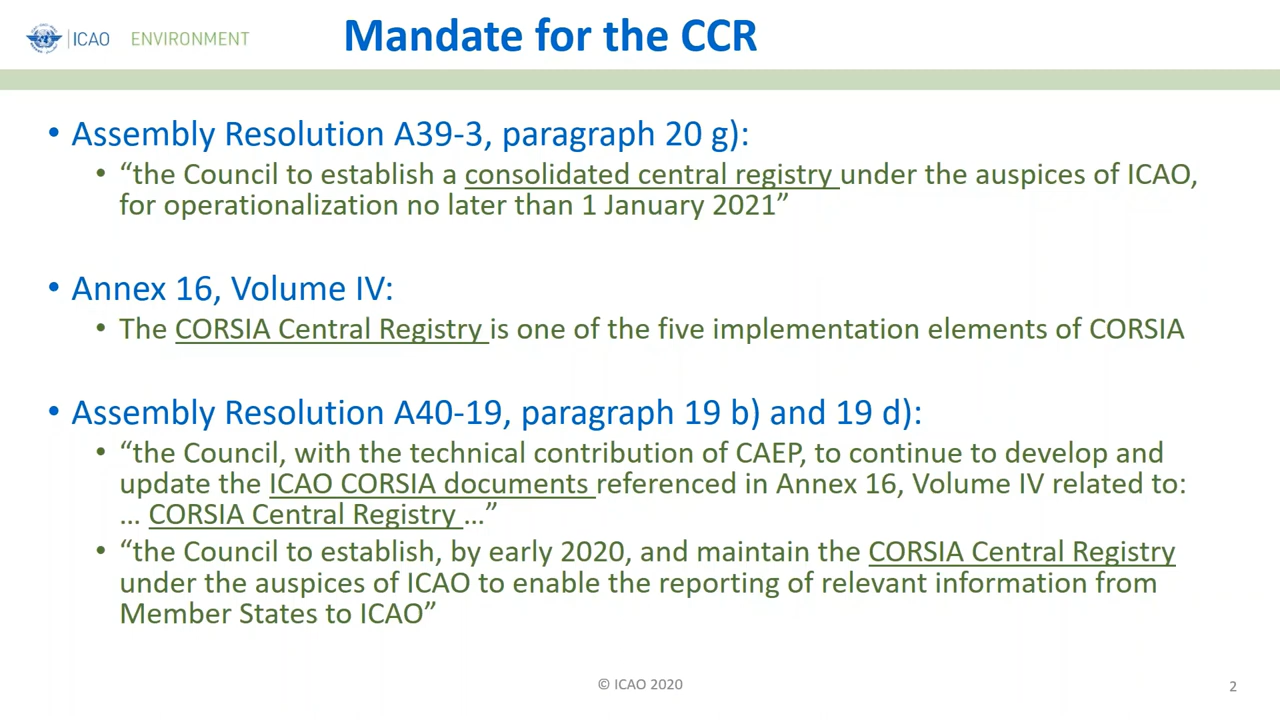 ICAO ENVIRONMENT
Mandate for the CCR
• Assembly Resolution A39-3, paragraph 20 g):
• “the Council to establish a consolidated central registry under the auspices of ICAO,
for operationalization no later than 1 January 2021”
• Annex 16, Volume IV:
• The CORSIA Central Registry is one of the five implementation elements of CORSIA
• Assembly Resolution A40-19, paragraph 19 b) and 19 d):
• “the Council, with the technical contribution of CAEP, to continue to develop and
update the ICAO CORSIA documents referenced in Annex 16, Volume IV related to:
… CORSIA Central Registry …”
• “the Council to establish, by early 2020, and maintain the CORSIA Central Registry
under the auspices of ICAO to enable the reporting of relevant information from
Member States to ICAO”
© ICAO 2020
2